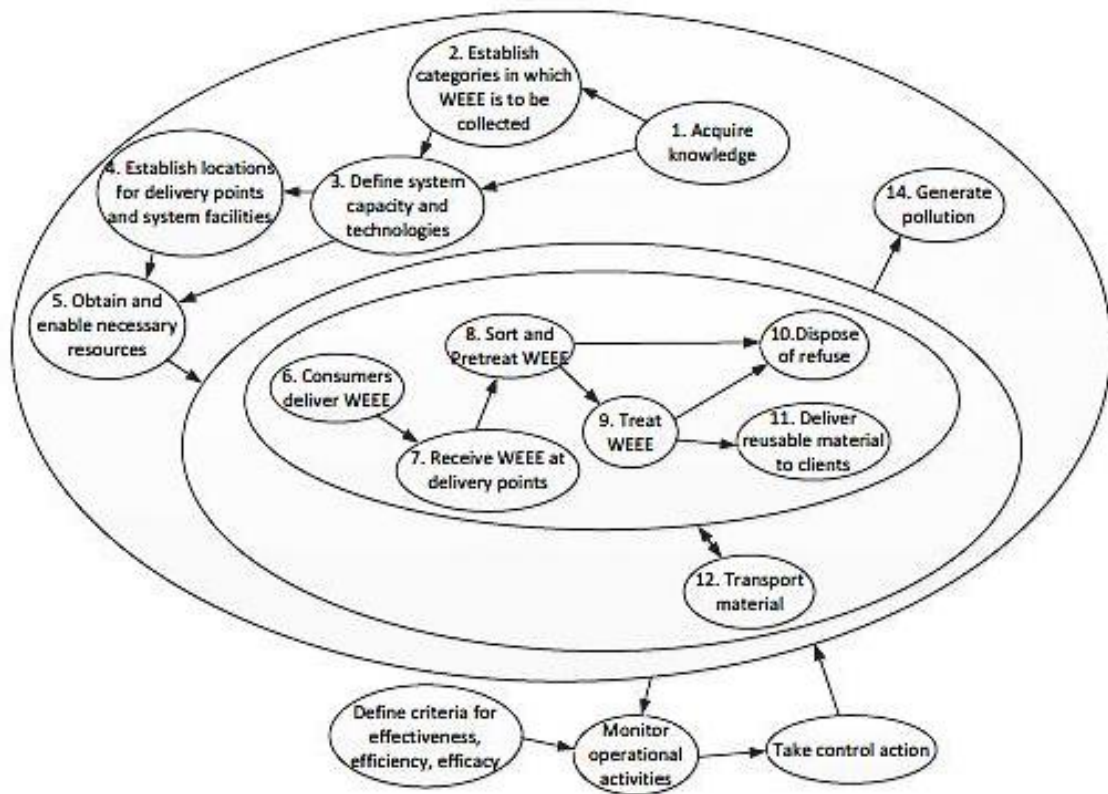 2. Establish
categories in which
WEEE is to be
collected
1. Acquire
knowledge
4. Establish locations
for delivery points
and system facilities
3. Define system
capacity and
technologies
14. Generate
pollution
5. Obtain and
enable necessary
resources
8. Sort and
Pretreat WEEE
10.Dispose
of refuse
6. Consumers
deliver WEEE
9. Treat
WEEE
11. Deliver
reusable material
to clients
7. Receive WEEE at
delivery points
12. Transport
material
Define criteria for
effectiveness,
efficiency, efficacy
Monitor
operational
activities
Take control action